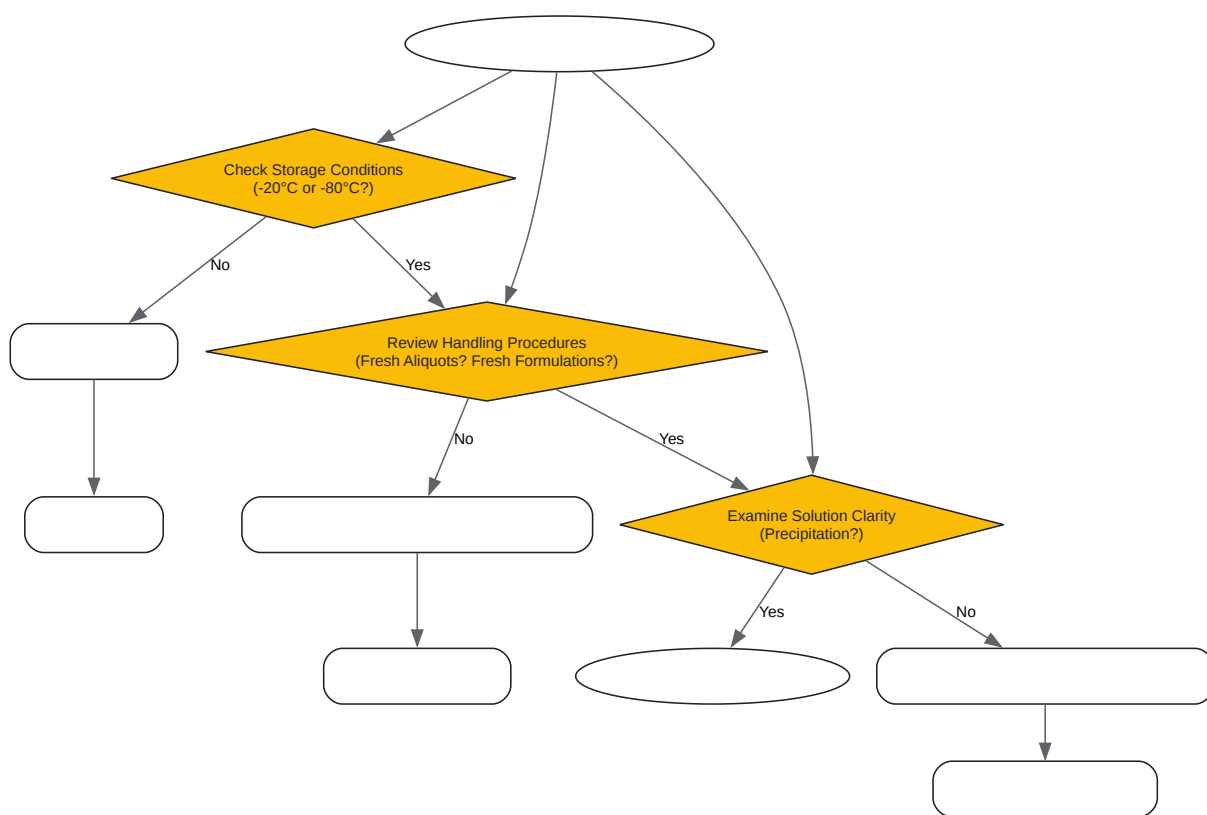 Check Storage Conditions
(-20°C or -80°C?)
No
Yes
Review Handling Procedures
(Fresh Aliquots? Fresh Formulations?)
No
Yes
Examine Solution Clarity
(Precipitation?)
Yes
No